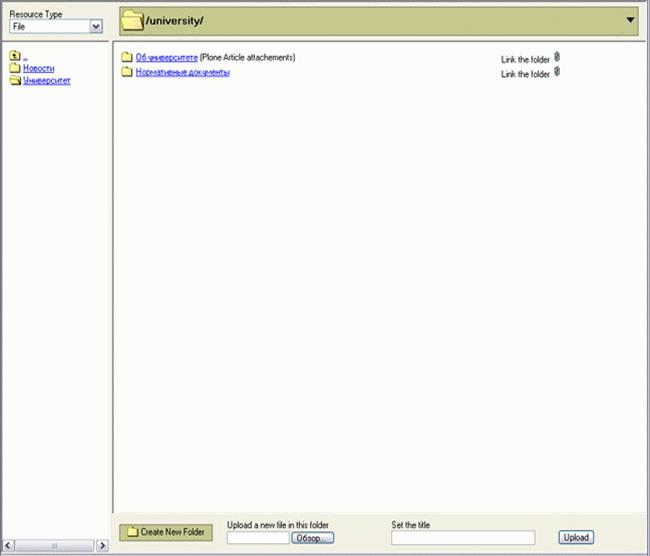 Resource Type
File
/university/
..
Новости
Университет
Об университете (Plone Article attachements)
Link the folder
Нормативные документы
Link the folder
Create New Folder
Upload a new file in this folder
Обзор...
Set the title
Upload